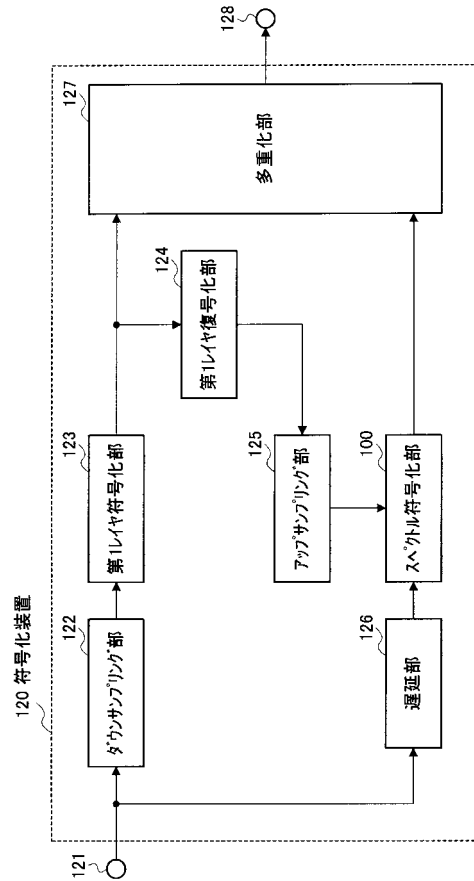 120 符号化装置
121
122
ダウンサンプリング部
123
第1レイヤ符号化部
124
第1レイヤ復号化部
125
アップサンプリング部
126
遅延部
100
スペクトル符号化部
127
多重化部
128